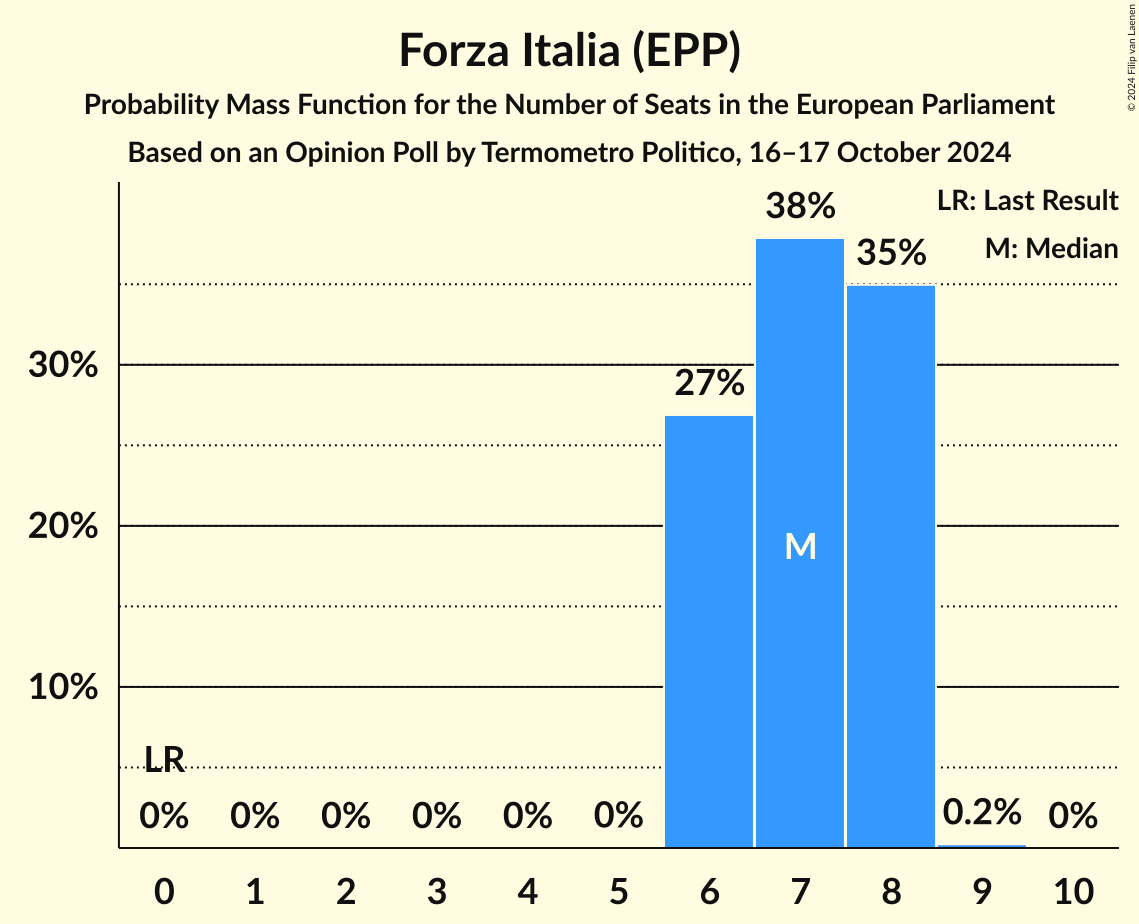 Forza Italia (EPP)
Probability Mass Function for the Number of Seats in the European Parliament
Based on an Opinion Poll by Termometro Politico, 16–17 October 2024
© 2024 Filip van Laenen
LR: Last Result
M: Median
38%
35%
30%
27%
20%
M
10%
LR
0% 0% 0% 0% 0% 0% 0.2% 0%
0 1 2 3 4 5 6 7 8 9 10